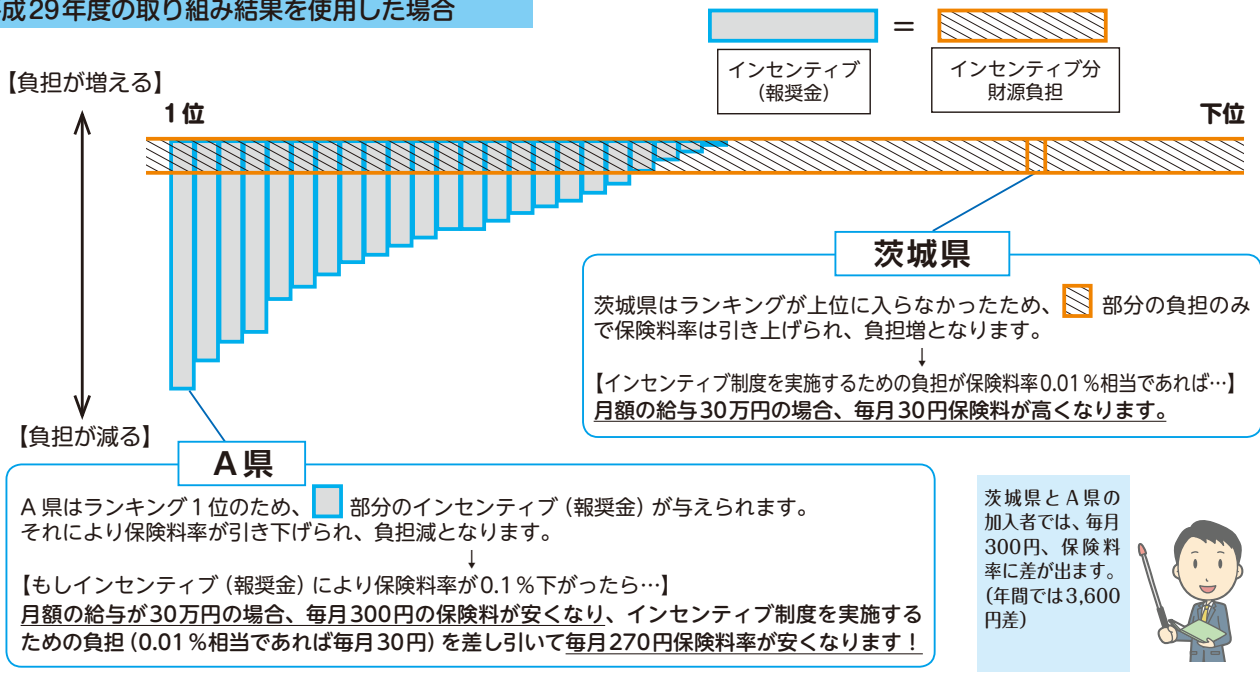 成29年度の取り組み結果を使用した場合
=
インセンティブ
(報奨金)
インセンティブ分
財源負担
【負担が増える】
1位
下位
【負担が減る】
茨城県
茨城県はランキングが上位に入らなかったため、 部分の負担のみ
で保険料率は引き上げられ、負担増となります。
↓
【インセンティブ制度を実施するための負担が保険料率0.01%相当であれば…】
月額の給与30万円の場合、毎月30円保険料が高くなります。
A県
A県はランキング1位のため、 部分のインセンティブ(報奨金)が与えられます。
それにより保険料率が引き下げられ、負担減となります。
↓
【もしインセンティブ(報奨金)により保険料率が0.1%下がったら…】
月額の給与が30万円の場合、毎月300円の保険料が安くなり、インセンティブ制度を実施する
ための負担(0.01%相当であれば毎月30円)を差し引いて毎月270円保険料率が安くなります!
茨城県とA県の
加入者では、毎月
300円、保険料
率に差が出ます。
(年間では3,600
円差)